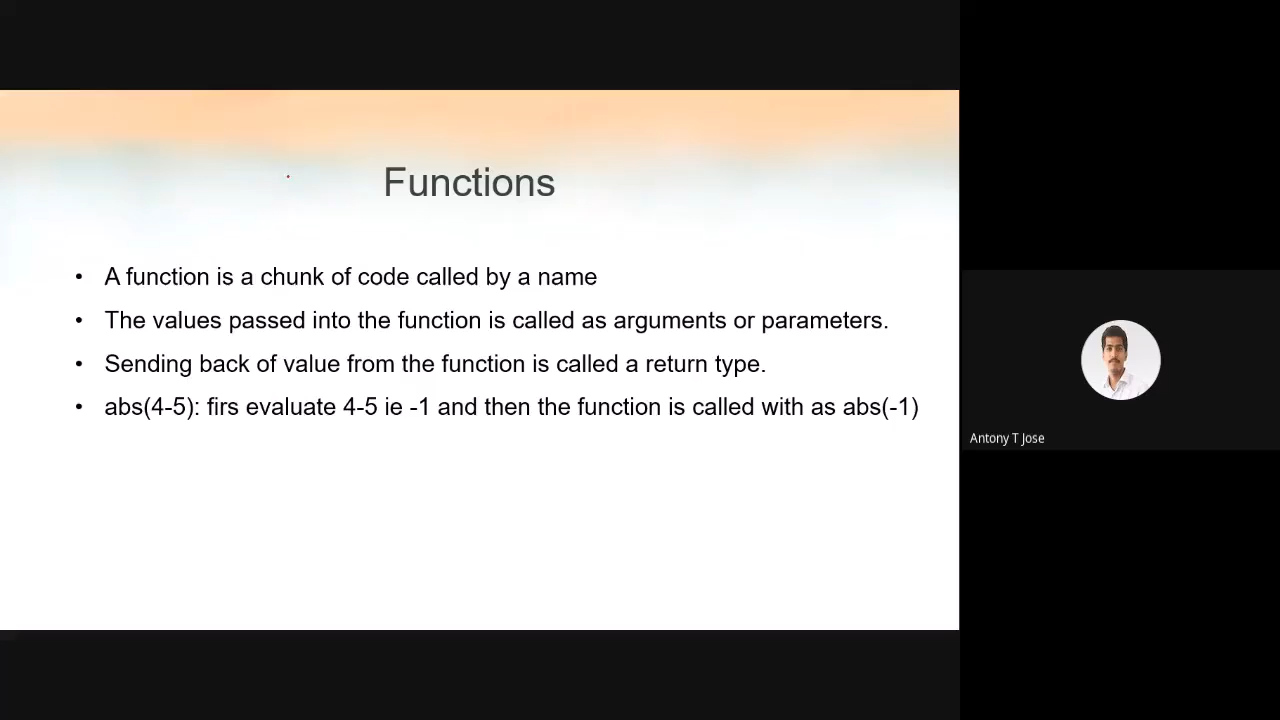 Functions
• A function is a chunk of code called by a name
• The values passed into the function is called as arguments or parameters.
• Sending back of value from the function is called a return type.
• abs(4-5): firs evaluate 4-5 ie -1 and then the function is called with as abs(-1)
Antony T Jose